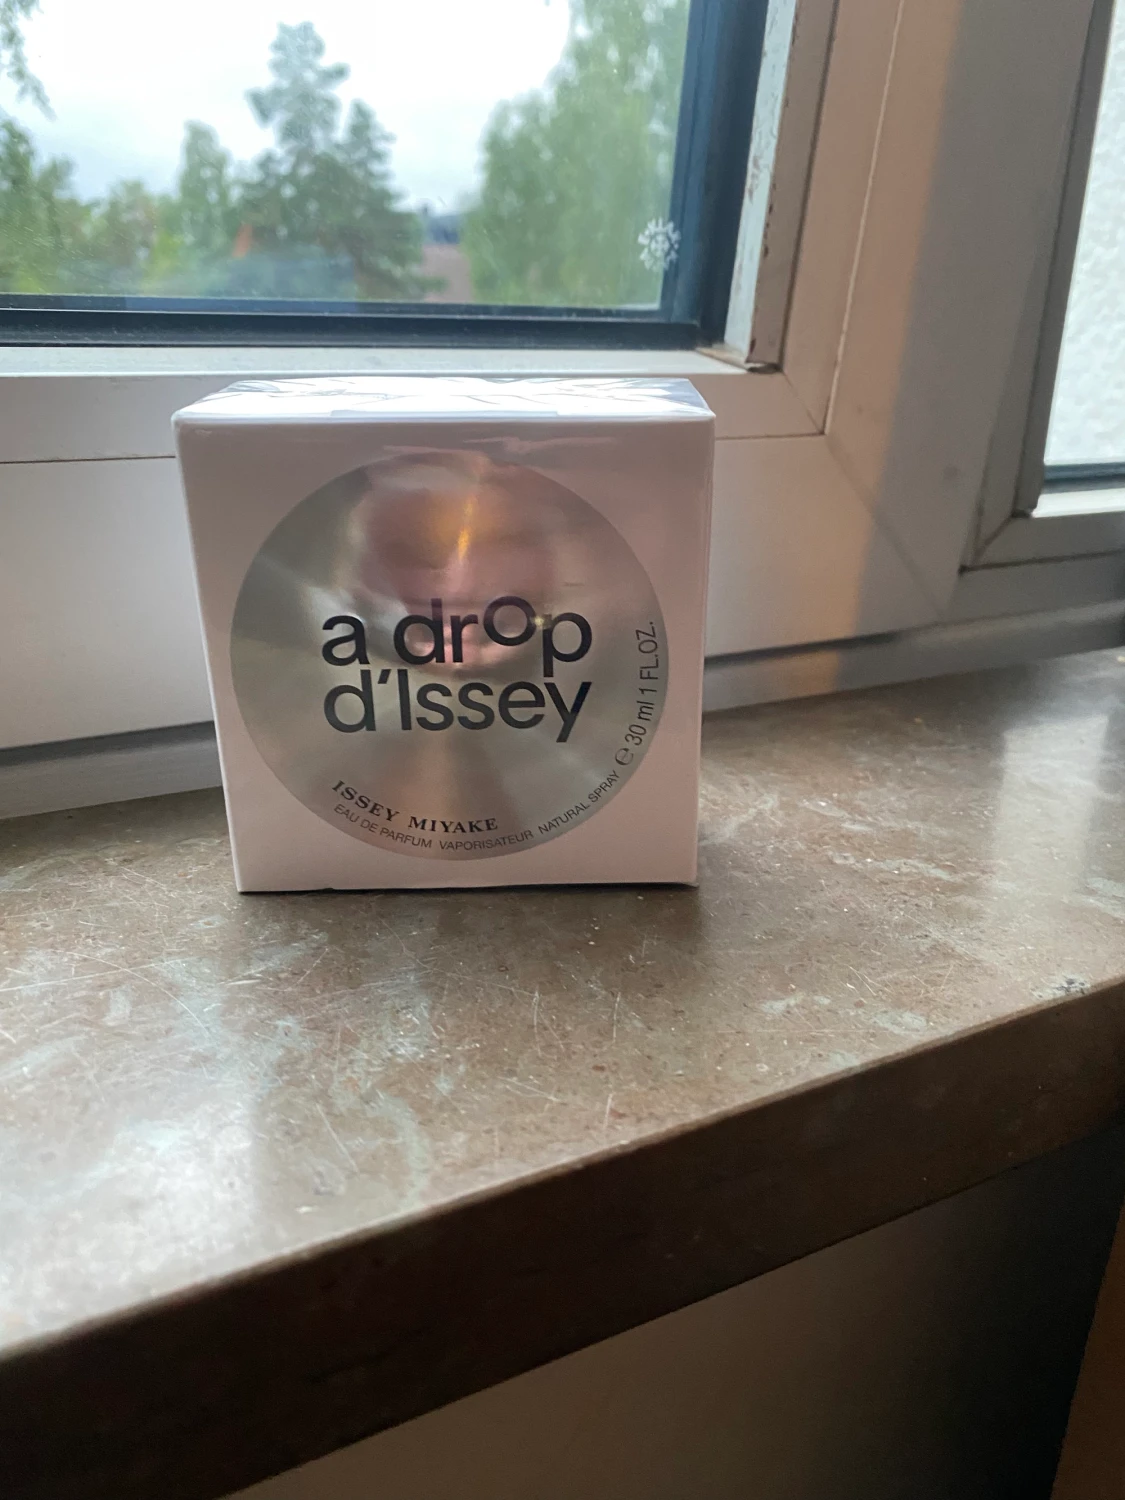 a drop
d'Issey
ISSEY MIYAKE
EAU DE PARFUM VAPORISATEUR NATURAL SPRAY ℮ 30 ml 1 FL.OZ.